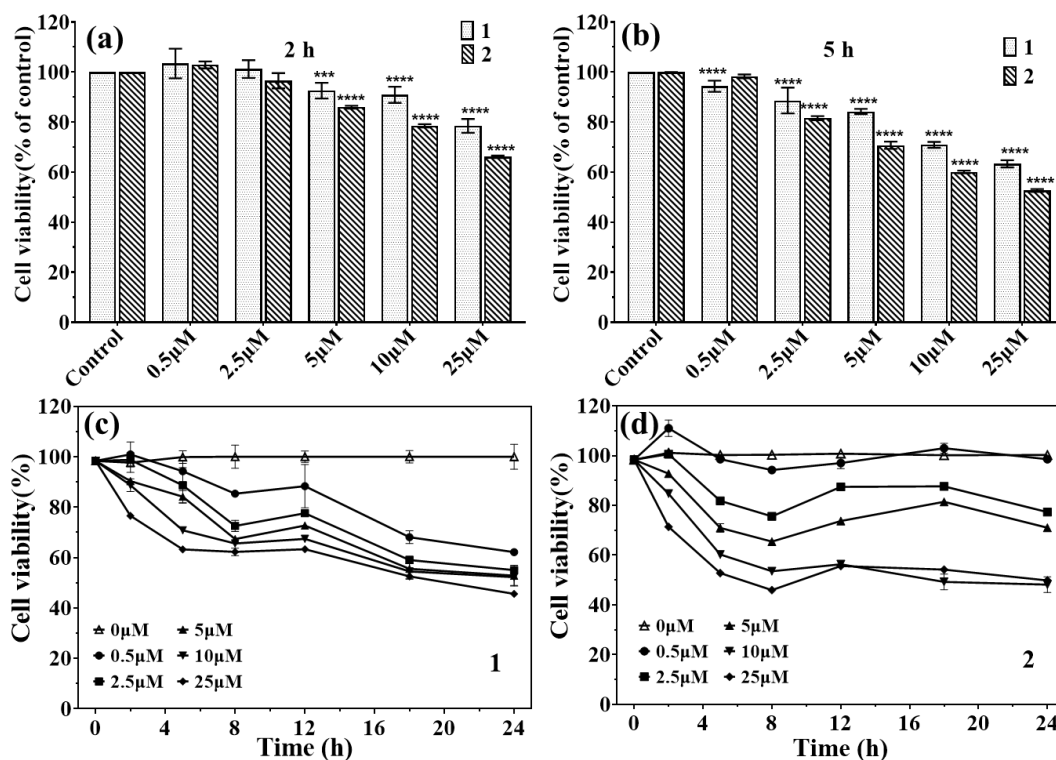 (a)
2 h
1
2
Cell viability(% of control)
120
100
80
60
40
20
0
***
****
****
****
****
****
Control
0.5µM
2.5µM
5µM
10µM
25µM
(b)
5 h
1
2
Cell viability(% of control)
120
100
80
60
40
20
0
****
****
****
****
****
****
****
****
****
Control
0.5µM
2.5µM
5µM
10µM
25µM
(c)
Cell viability(%)
120
100
80
60
40
20
0
0µM
5µM
0.5µM
10µM
2.5µM
25µM
1
0 4 8 12 16 20 24
Time (h)
(d)
Cell viability(%)
120
100
80
60
40
20
0
0µM
5µM
0.5µM
10µM
2.5µM
25µM
2
0 4 8 12 16 20 24
Time (h)